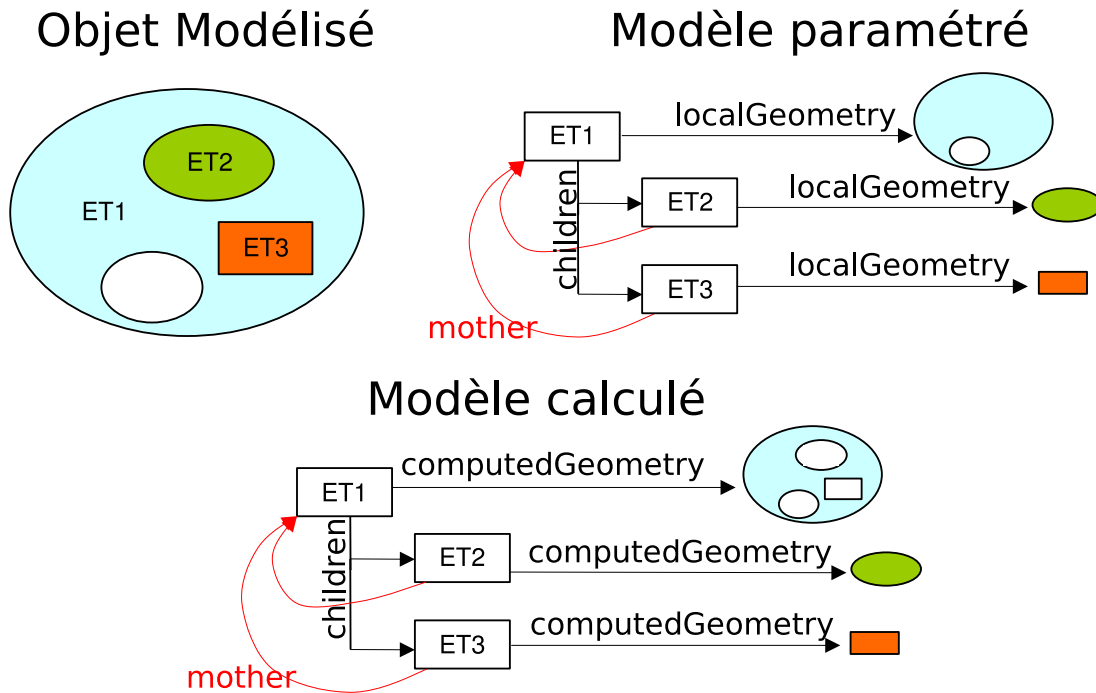 Objet Modélisé
ET2
ET1
ET3
Modèle paramétré
ET1
localGeometry
children
ET2
localGeometry
ET3
localGeometry
mother
Modèle calculé
ET1
computedGeometry
children
ET2
computedGeometry
ET3
computedGeometry
mother